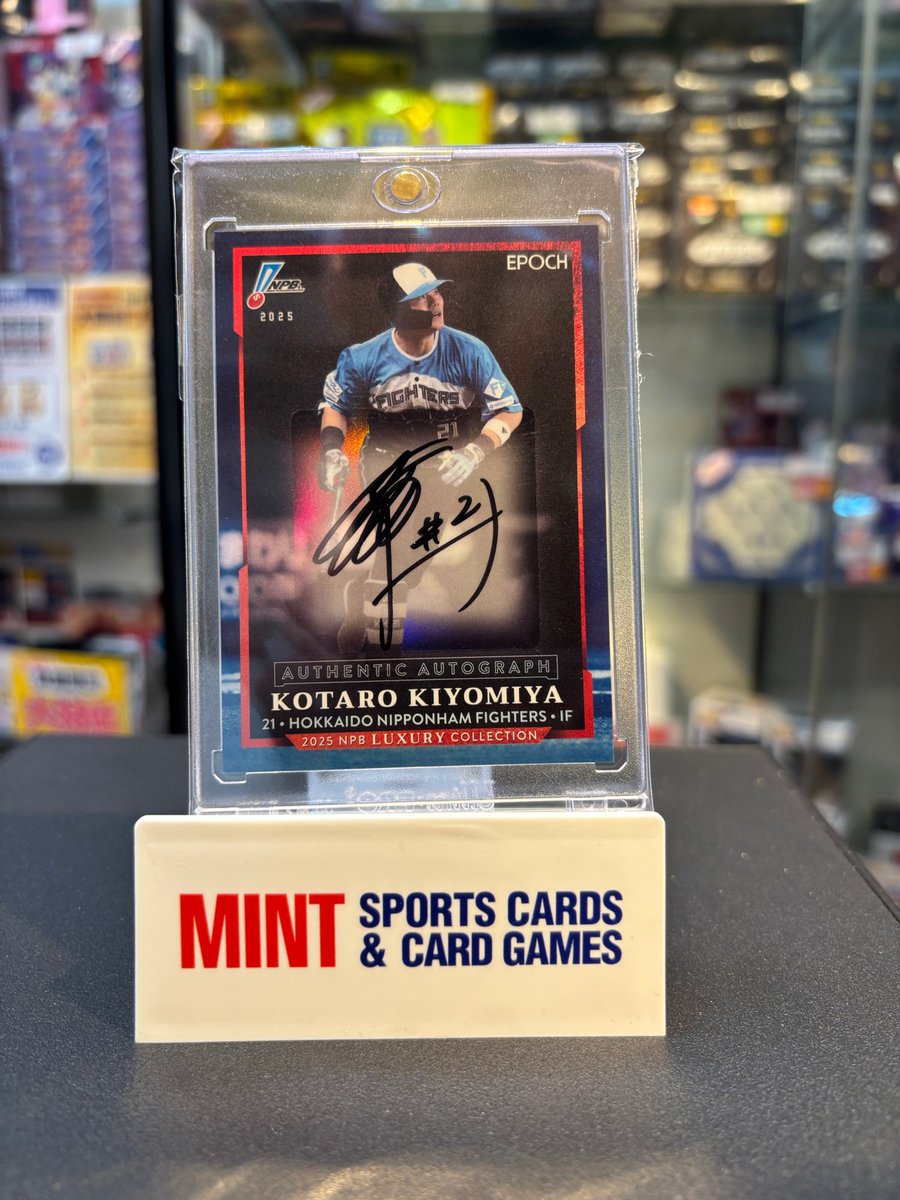 EPOCH
NPB
2025
F
FIGHTERS
21
#21
AUTHENTIC AUTOGRAPH
KOTARO KIYOMIYA
21 • HOKKAIDO NIPPONHAM FIGHTERS • IF
2025 NPB LUXURY COLLECTION
MINT SPORTS CARDS
& CARD GAMES